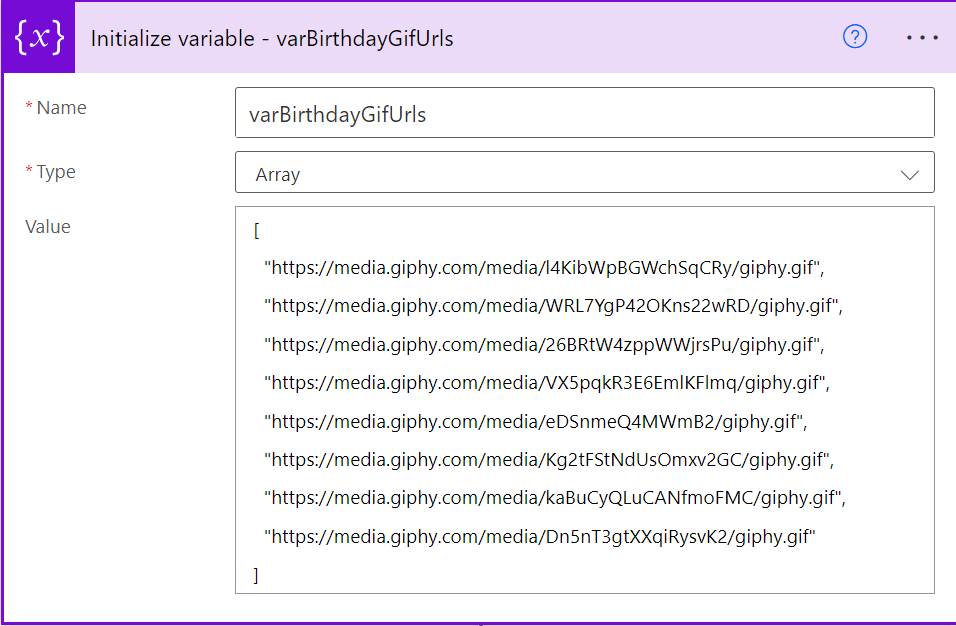 {x} Initialize variable - varBirthdayGifUrls ? ...
* Name
varBirthdayGifUrls
* Type
Array
Value
[
"https://media.giphy.com/media/l4KibWpBGWchSqCRy/giphy.gif",
"https://media.giphy.com/media/WRL7YgP42OKns22wRD/giphy.gif",
"https://media.giphy.com/media/26BRtW4zppWWjrsPu/giphy.gif",
"https://media.giphy.com/media/VX5pqkR3E6EmlKFlmq/giphy.gif",
"https://media.giphy.com/media/eDSnmeQ4MWmB2/giphy.gif",
"https://media.giphy.com/media/Kg2tFStNdUsOmxv2GC/giphy.gif",
"https://media.giphy.com/media/kaBuCyQLuCANfmoFMC/giphy.gif",
"https://media.giphy.com/media/Dn5nT3gtXXqiRysvK2/giphy.gif"
]